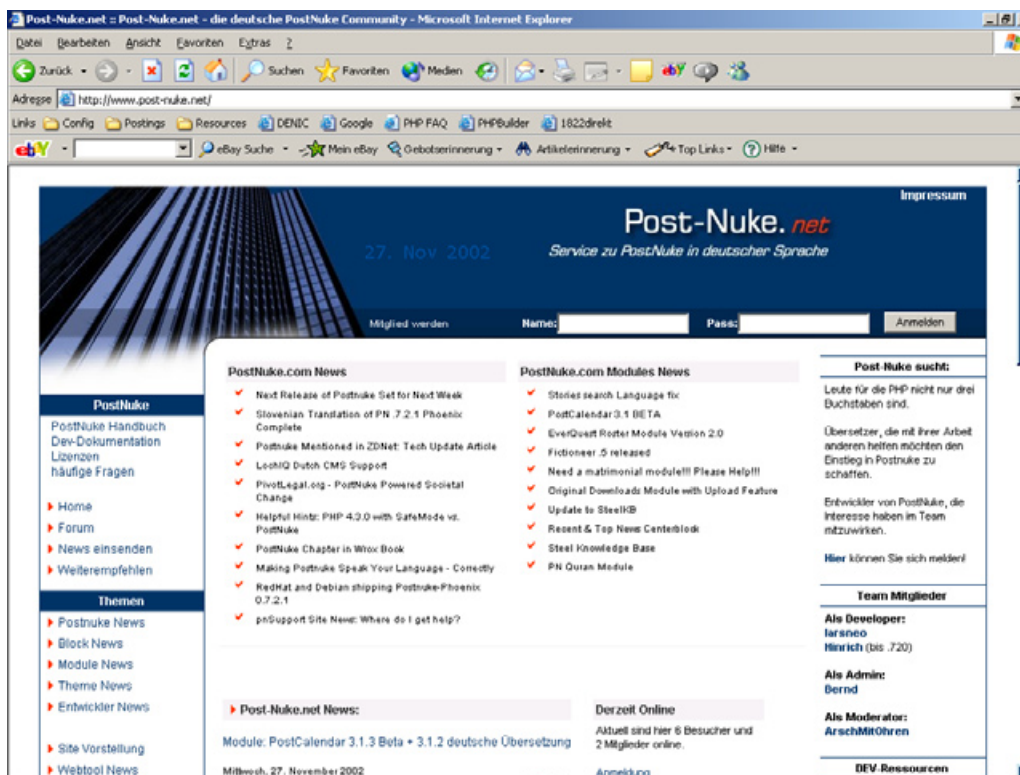 Post-Nuke.net :: Post-Nuke.net - die deutsche PostNuke Community - Microsoft Internet Explorer
Datei Bearbeiten Ansicht Favoriten Extras ?
Zurück Suchen Favoriten Medien
Adresse http://www.post-nuke.net/
Links Config Postings Resources DENIC Google PHP FAQ PHPBuilder 1822direkt
ebY eBay Suche Mein eBay Gebotserinnerung Artikelerinnerung Top Links Hilfe
Impressum
Post-Nuke.net
27. Nov 2002
Service zu PostNuke in deutscher Sprache
Mitglied werden Name: Pass: Anmelden
PostNuke
PostNuke Handbuch
Dev-Dokumentation
Lizenzen
häufige Fragen
Home
Forum
News einsenden
Weiterempfehlen
Themen
Postnuke News
Block News
Module News
Theme News
Entwickler News
Site Vorstellung
Webtool News
PostNuke.com News
Next Release of Postnuke Set for Next Week
Slovenian Translation of PN .7.2.1 Phoenix
Complete
Postnuke Mentioned in ZDNet: Tech Update Article
LochIQ Dutch CMS Support
PivotLegal.org - PostNuke Powered Societal
Change
Helpful Hints: PHP 4.3.0 with SafeMode vs.
PostNuke
PostNuke Chapter in Wrox Book
Making Postnuke Speak Your Language - Correctly
RedHat and Debian shipping Postnuke-Phoenix
0.7.2.1
pnSupport Site News: Where do I get help?
PostNuke.com Modules News
Stories search Language fix
PostCalendar 3.1 BETA
EverQuest Roster Module Version 2.0
Fictioneer .5 released
Need a matrimonial module!!! Please Help!!!
Original Downloads Module with Upload Feature
Update to SteelKB
Recent & Top News Centerblock
Steel Knowledge Base
PN Quran Module
Post-Nuke.net News:
Module: PostCalendar 3.1.3 Beta + 3.1.2 deutsche Übersetzung
Mittwoch, 27. November 2002
Derzeit Online
Aktuell sind hier 6 Besucher und
2 Mitglieder online.
Anmeldung
Post-Nuke sucht:
Leute für die PHP nicht nur drei
Buchstaben sind.
Übersetzer, die mit ihrer Arbeit
anderen helfen möchten den
Einstieg in Postnuke zu
schaffen.
Entwickler von PostNuke, die
Interesse haben im Team
mitzuwirken.
Hier können Sie sich melden!
Team Mitglieder
Als Developer:
larsneo
Hinrich (bis .720)
Als Admin:
Bernd
Als Moderator:
ArschMitOhren
DEV-Ressourcen